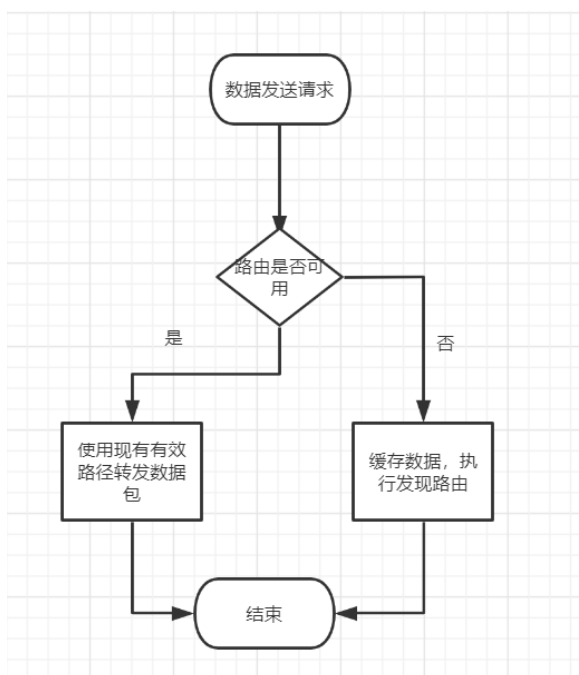 数据发送请求
路由是否可
用
是
否
使用现有有效
路径转发数据
包
缓存数据，执
行发现路由
结束